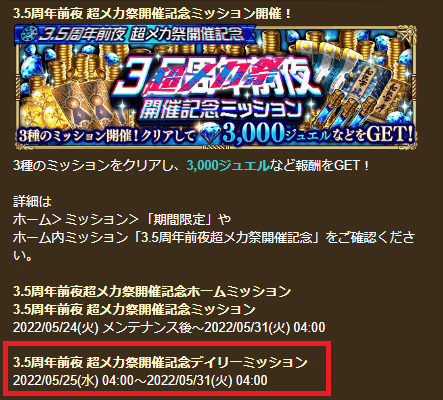 3.5周年前夜 超メカ祭開催記念ミッション開催！
3.5周年前夜 超メカ祭開催記念
3.5周年前夜
超メカ祭
開催記念ミッション
3種のミッション開催！クリアして3,000ジュエルなどをGET!
3種のミッションをクリアし、3,000ジュエルなど報酬をGET！
詳細は
ホーム＞ミッション＞「期間限定」や
ホーム内ミッション「3.5周年前夜超メカ祭開催記念」をご確認くださ
い。
3.5周年前夜超メカ祭開催記念ホームミッション
3.5周年前夜超メカ祭開催記念ミッション
2022/05/24(火) メンテナンス後～2022/05/31(火) 04:00
3.5周年前夜 超メカ祭開催記念デイリーミッション
2022/05/25(水) 04:00～2022/05/31(火) 04:00